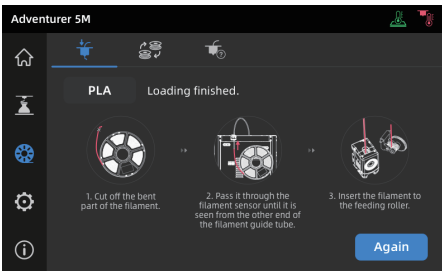 Adventurer 5M
PLA
Loading finished.
1. Cut off the bent
part of the filament.
2. Pass it through the
filament sensor until it is
seen from the other end of
the filament guide tube.
3. Insert the filament to
the feeding roller.
Again